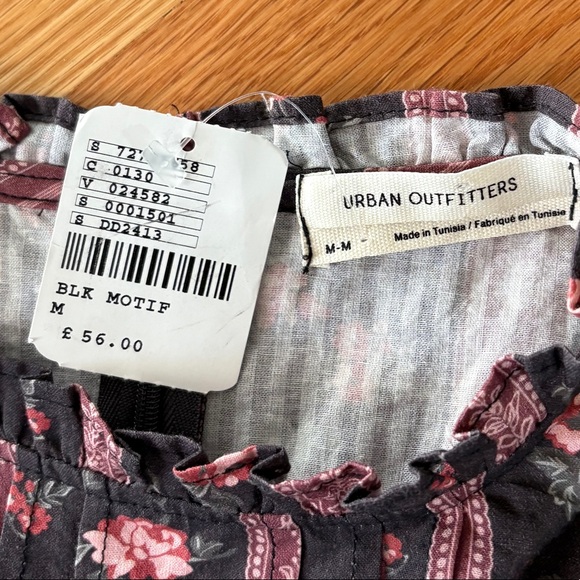 S
C 0130
V 024582
S 0001501
S DD2413
BLK MOTIF
M
£ 56.00
URBAN OUTFITTERS
M-M
Made in Tunisia / Fabriqué en Tunisie